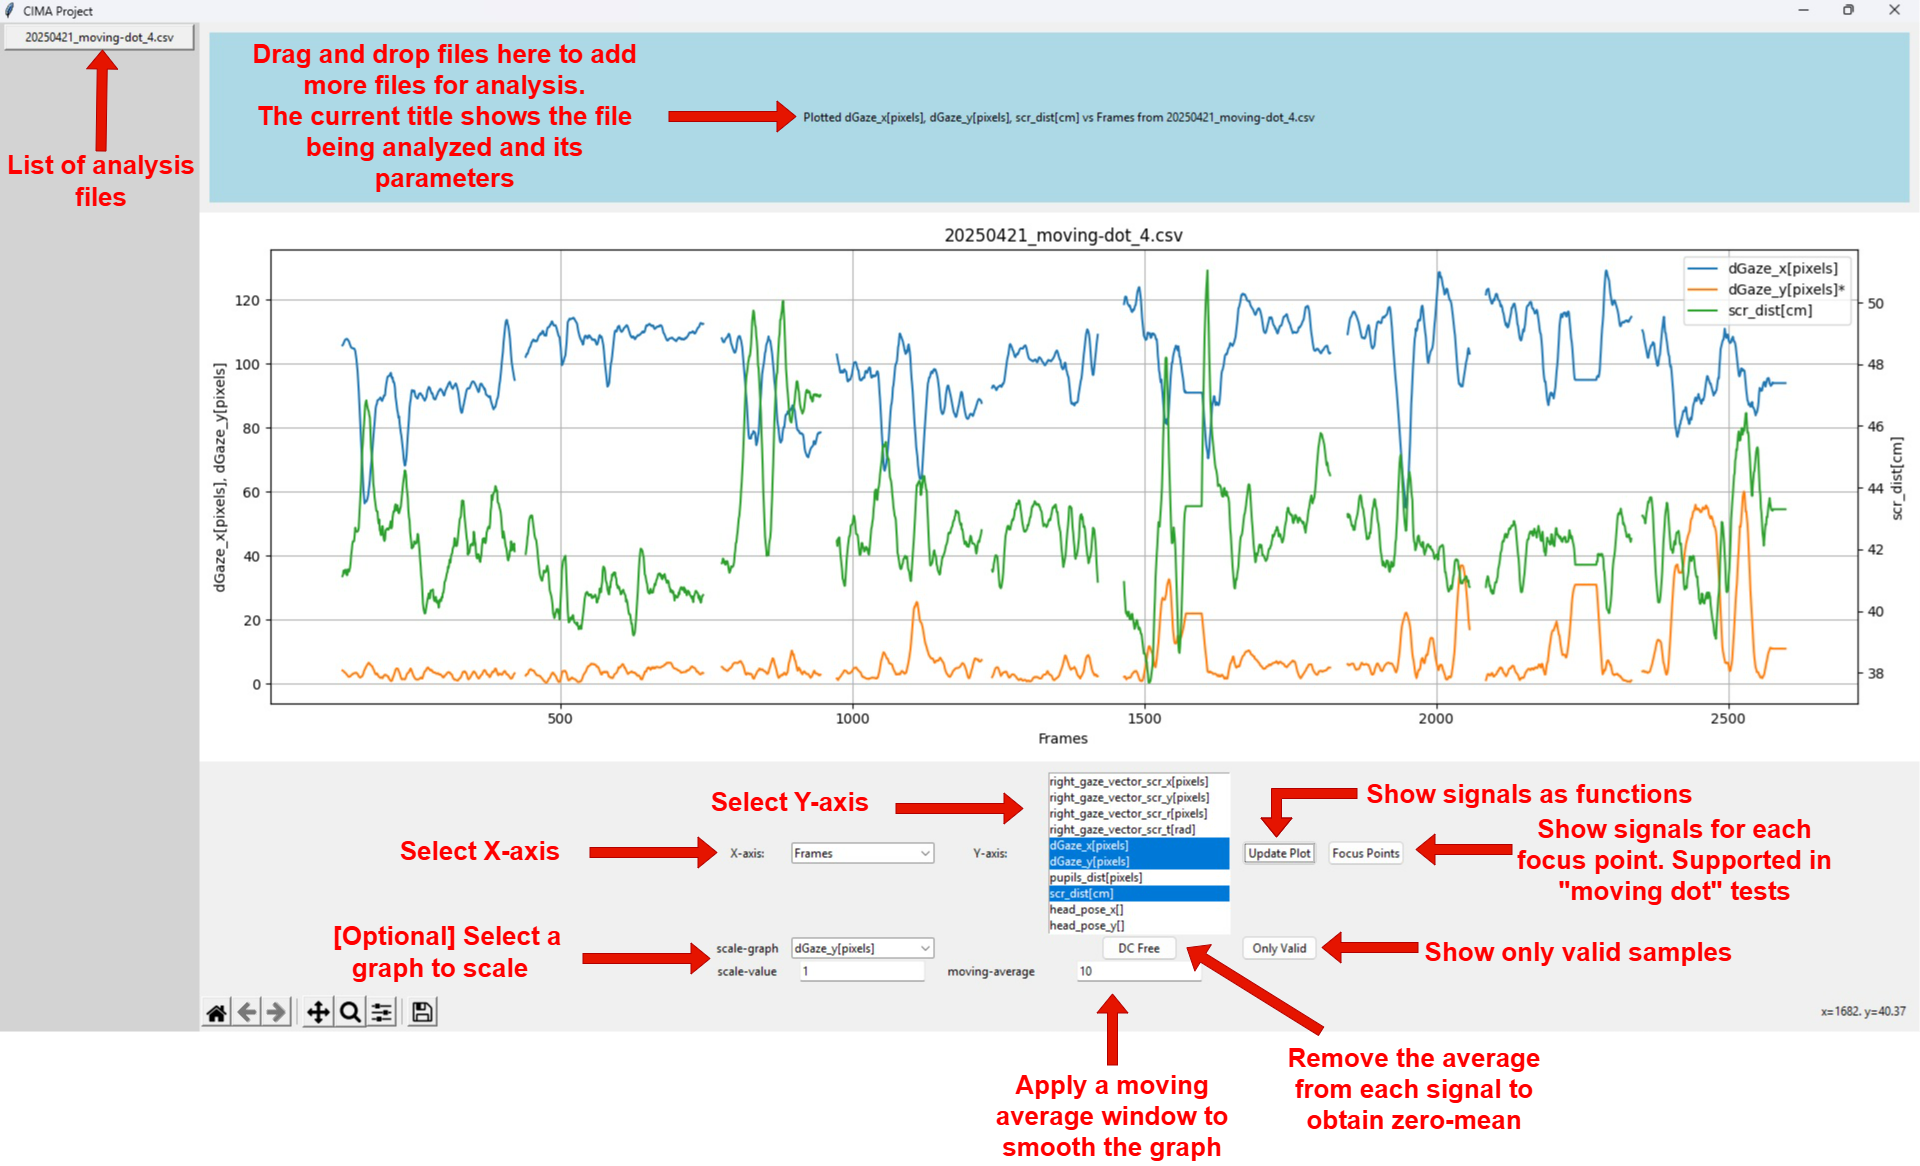 CIMA Project
20250421_moving-dot_4.csv
List of analysis
files
Drag and drop files here to add
more files for analysis.
The current title shows the file
being analyzed and its
parameters
Plotted dGaze_x[pixels], dGaze_y[pixels], scr_dist[cm] vs Frames from 20250421_moving-dot_4.csv
20250421_moving-dot_4.csv
dGaze_x[pixels]
dGaze_y[pixels]*
scr_dist[cm]
dGaze_x[pixels], dGaze_y[pixels]
120
100
80
60
40
20
0
50
48
46
44
42
40
38
scr_dist[cm]
500
1000
1500
2000
2500
Frames
Select Y-axis
Select X-axis
X-axis:
Frames
Y-axis:
right_gaze_vector_scr_x[pixels]
right_gaze_vector_scr_y[pixels]
right_gaze_vector_scr_r[pixels]
right_gaze_vector_scr_t[rad]
dGaze_x[pixels]
dGaze_y[pixels]
pupils_dist[pixels]
scr_dist[cm]
head_pose_x[]
head_pose_y[]
Update Plot
Focus Points
Show signals as functions
Show signals for each
focus point. Supported in
"moving dot" tests
[Optional] Select a
graph to scale
scale-graph
dGaze_y[pixels]
scale-value
1
moving-average
10
DC Free
Only Valid
Show only valid samples
x=1682. y=40.37
Apply a moving
average window to
smooth the graph
Remove the average
from each signal to
obtain zero-mean